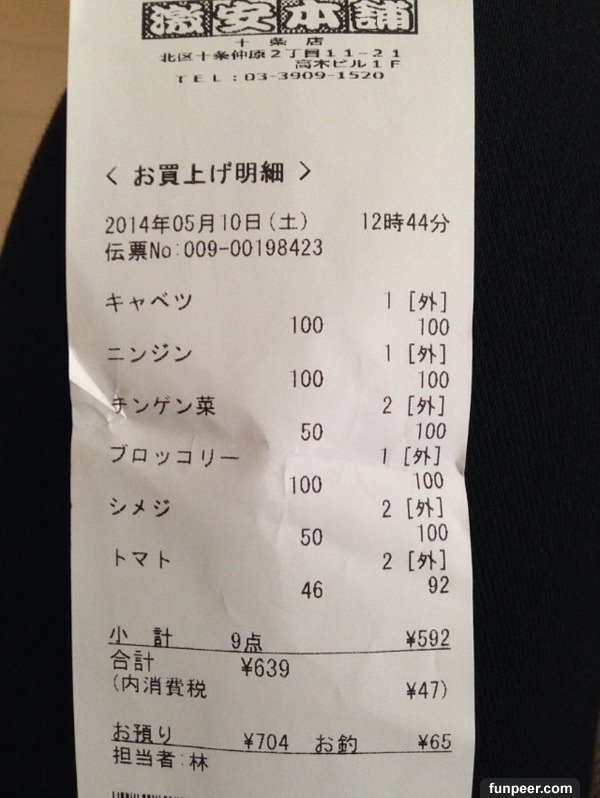 激安本舗
十条店
北区十条仲原2丁目11-21
高木ビル1F
TEL:03-3909-1520
< お買上げ明細 >
2014年05月10日(土) 12時44分
伝票No:009-00198423
キャベツ 1 [外]
100 100
ニンジン 1 [外]
100 100
チンゲン菜 2 [外]
50 100
ブロッコリー 1 [外]
100 100
シメジ 2 [外]
50 100
トマト 2 [外]
46 92
小 計 9点 ¥592
合計 ¥639
(内消費税 ¥47)
お預り ¥704 お釣 ¥65
担当者:林
funpeer.com